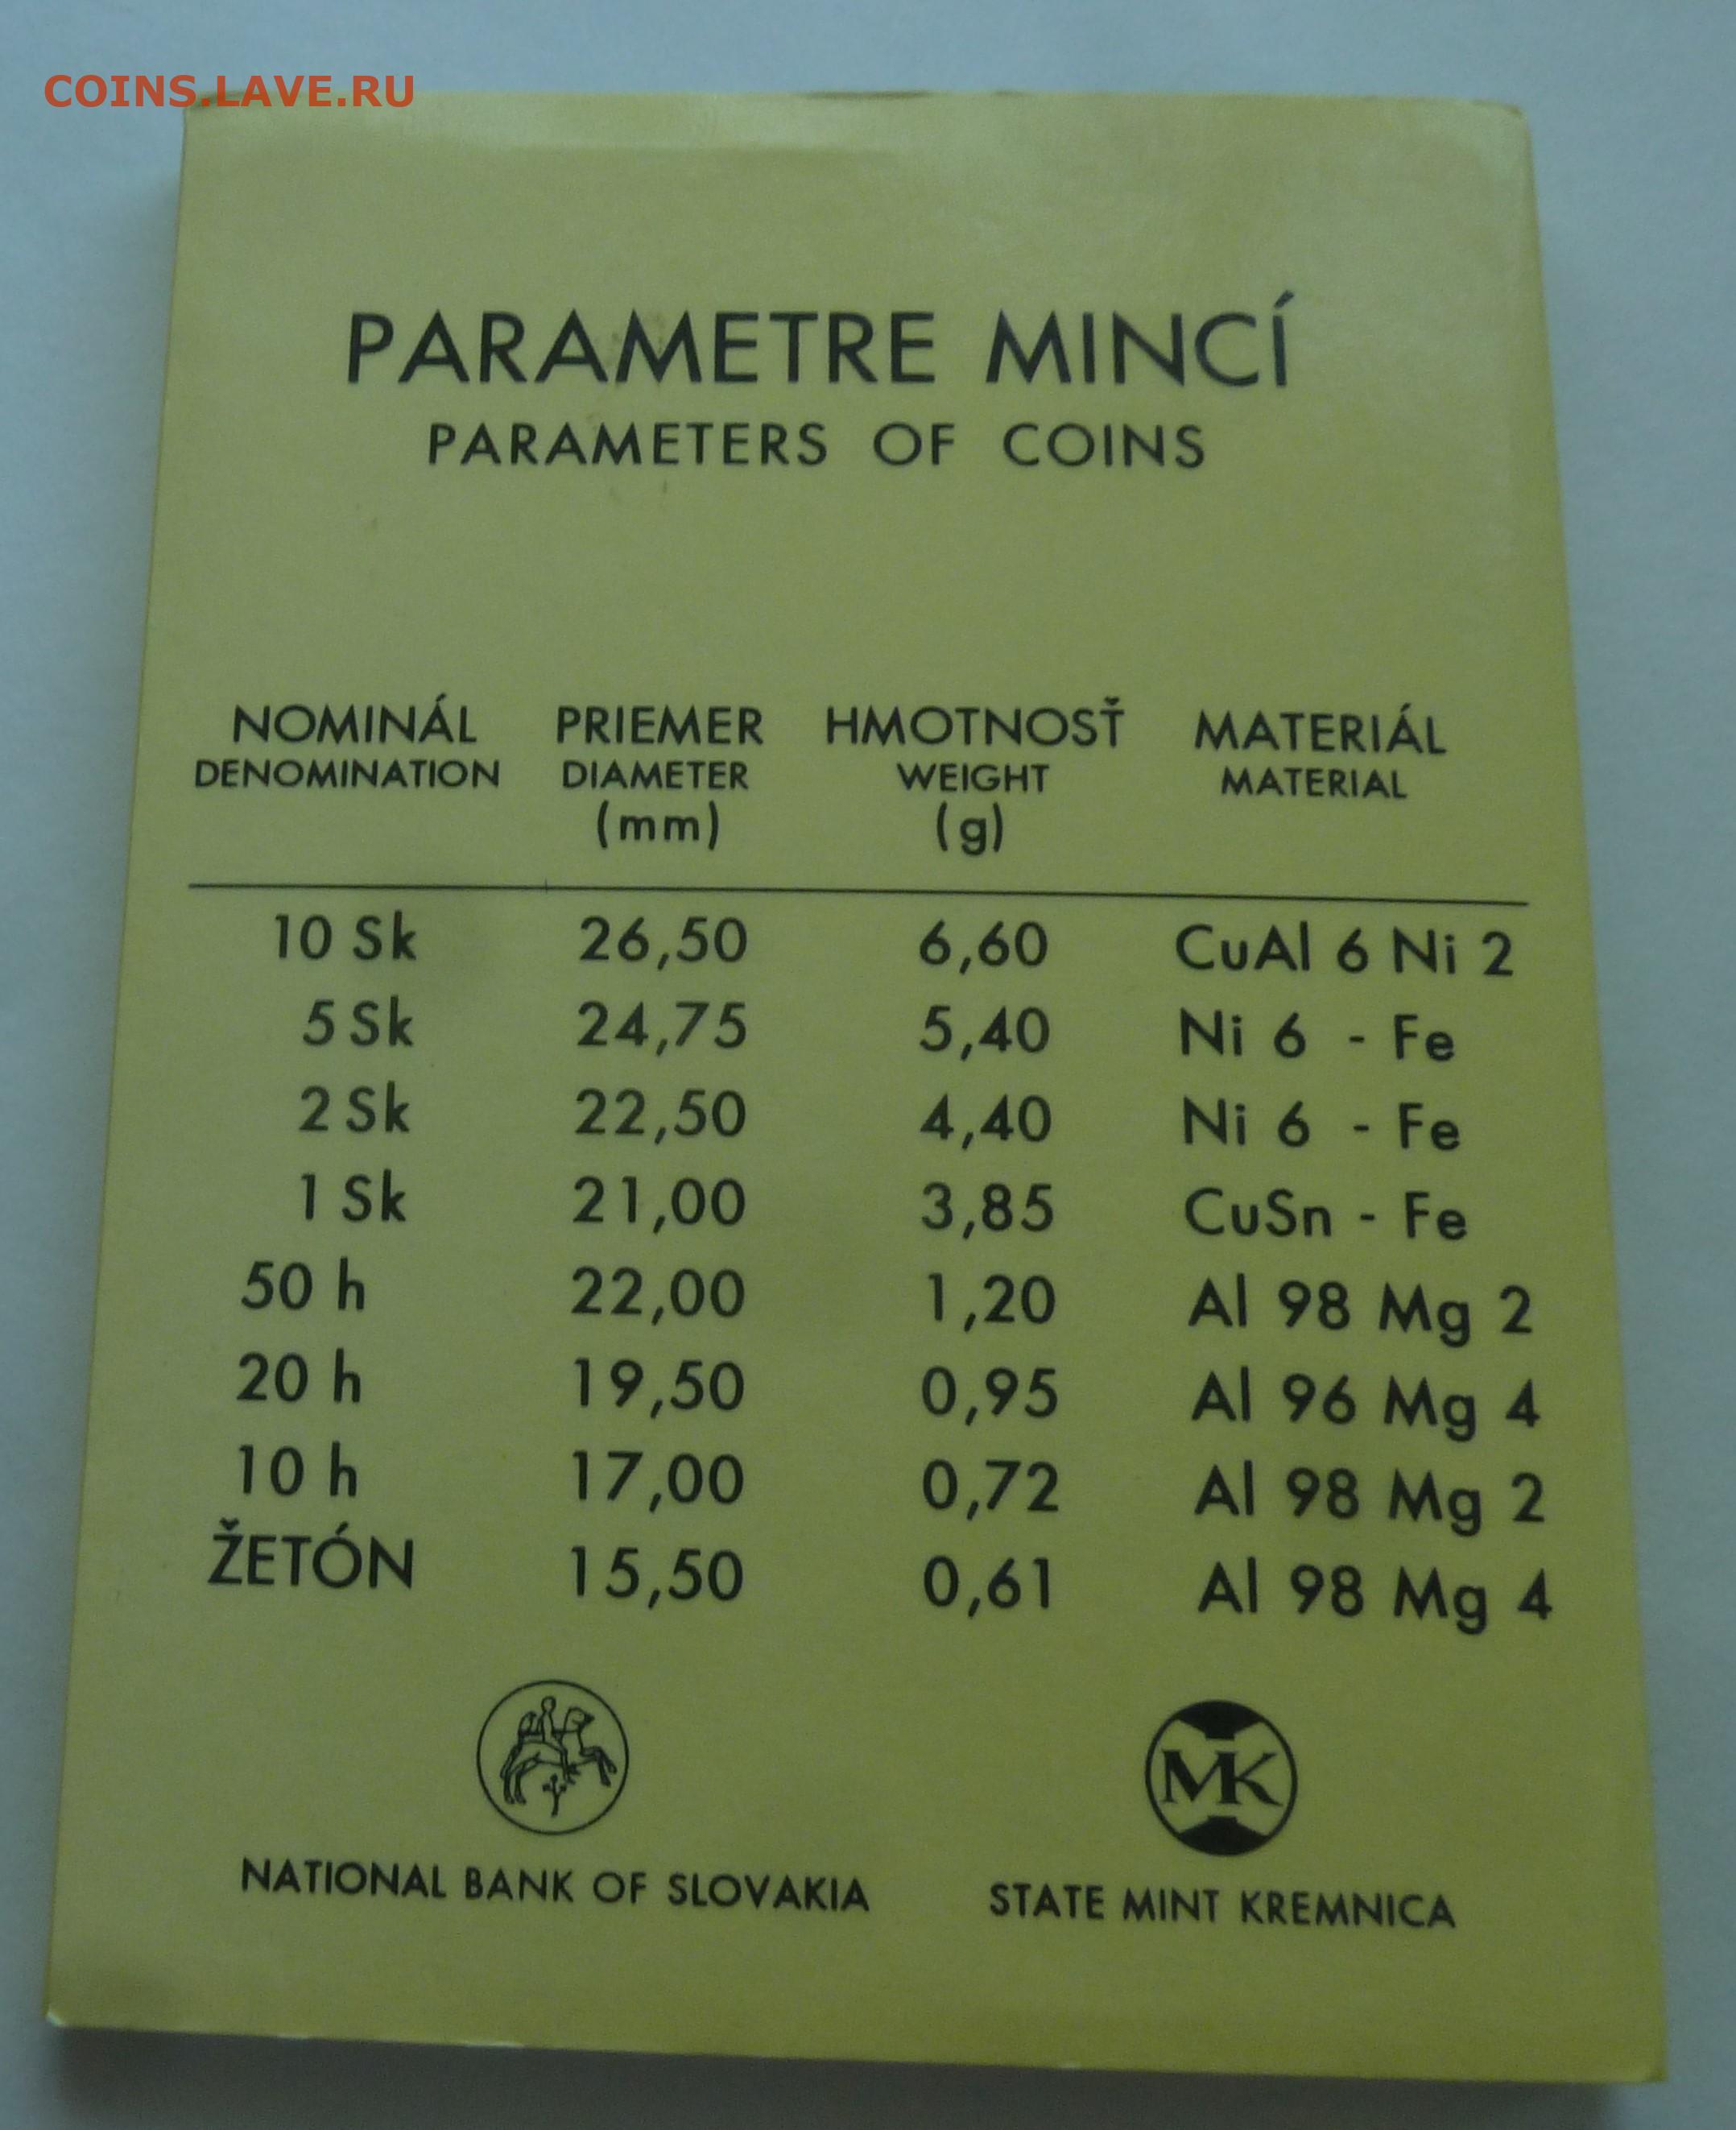 COINS.LAVE.RU
PARAMETRE MINCÍ
PARAMETERS OF COINS
NOMINÁL PRIEMER HMOTNOSŤ MATERIÁL
DENOMINATION DIAMETER WEIGHT MATERIAL
(mm) (g)
10 Sk 26,50 6,60 CuAl 6 Ni 2
5 Sk 24,75 5,40 Ni 6 - Fe
2 Sk 22,50 4,40 Ni 6 - Fe
1 Sk 21,00 3,85 CuSn - Fe
50 h 22,00 1,20 Al 98 Mg 2
20 h 19,50 0,95 Al 96 Mg 4
10 h 17,00 0,72 Al 98 Mg 2
ŽETÓN 15,50 0,61 Al 98 Mg 4
MK
NATIONAL BANK OF SLOVAKIA STATE MINT KREMNICA